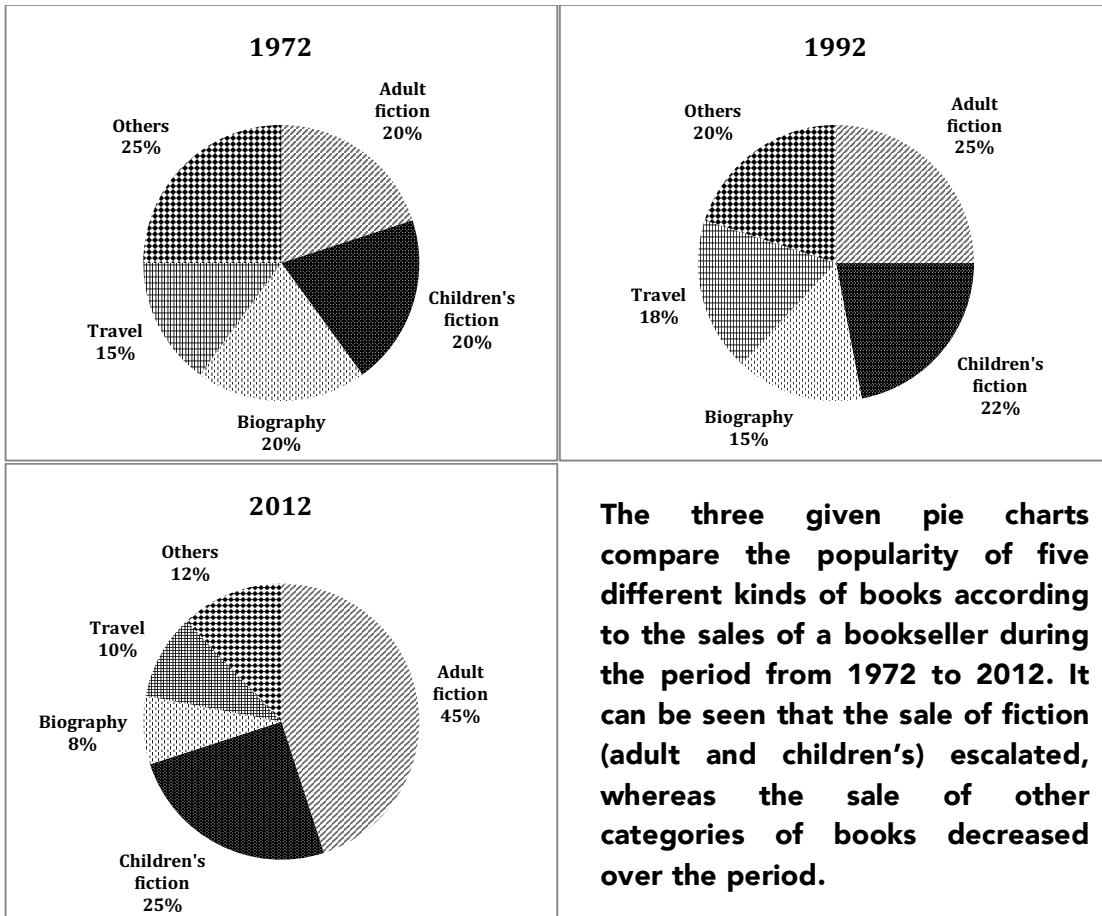 1972
Adult
fiction
20%
Children's
fiction
20%
Biography
20%
Travel
15%
Others
25%
1992
Adult
fiction
25%
Children's
fiction
22%
Biography
15%
Travel
18%
Others
20%
2012
Adult
fiction
45%
Children's
fiction
25%
Biography
8%
Travel
10%
Others
12%
The three given pie charts
compare the popularity of five
different kinds of books according
to the sales of a bookseller during
the period from 1972 to 2012. It
can be seen that the sale of fiction
(adult and children’s) escalated,
whereas the sale of other
categories of books decreased
over the period.